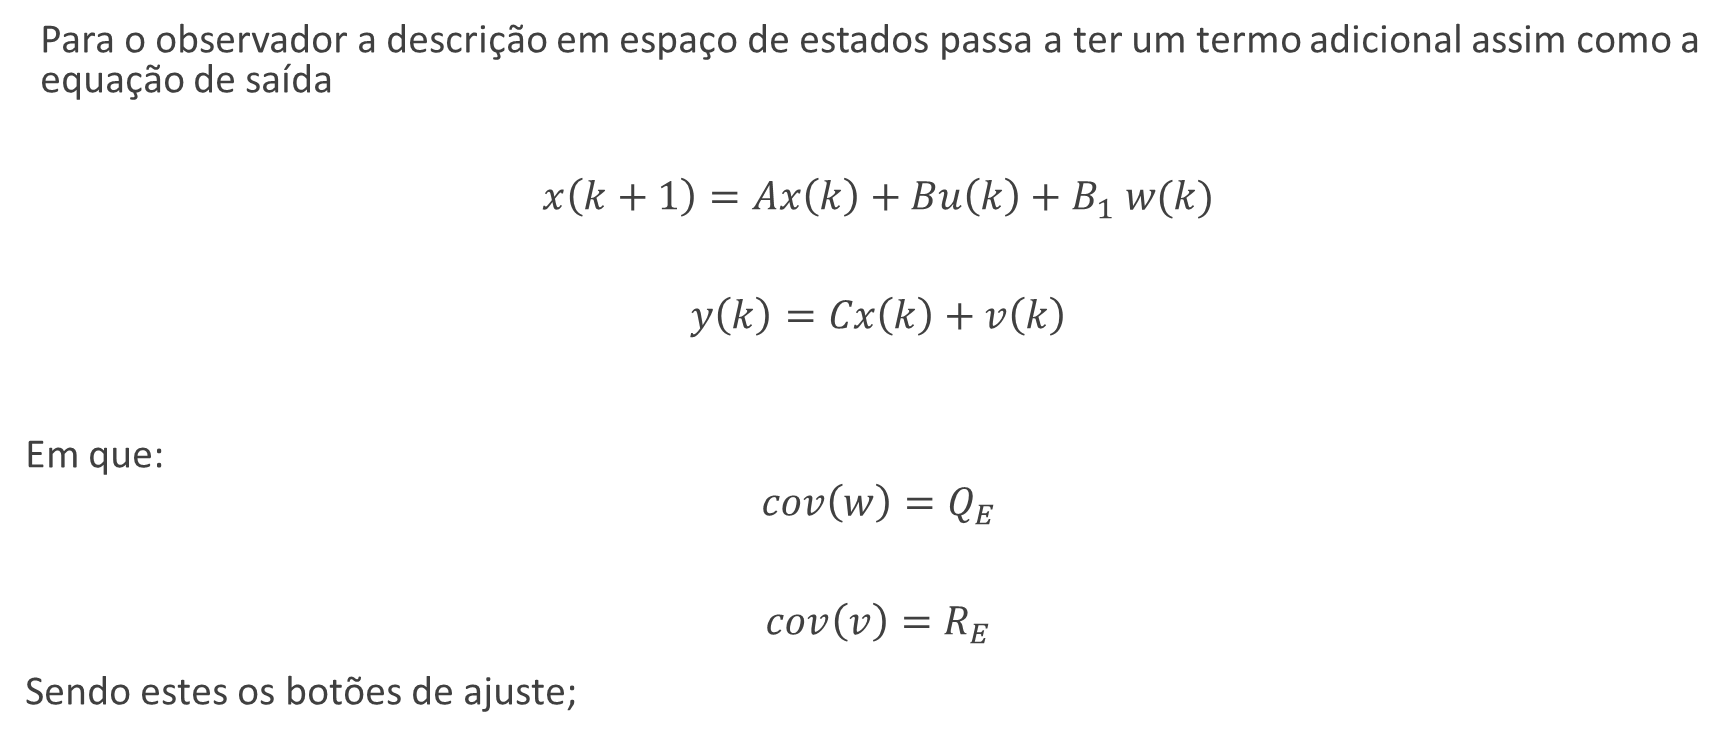 Para o observador a descrição em espaço de estados passa a ter um termo adicional assim como a
equação de saída
x(k + 1) = Ax(k) + Bu(k) + B₁ w(k)
y(k) = Cx(k) + v(k)
Em que:
cov(w) = Q_E
cov(v) = R_E
Sendo estes os botões de ajuste;